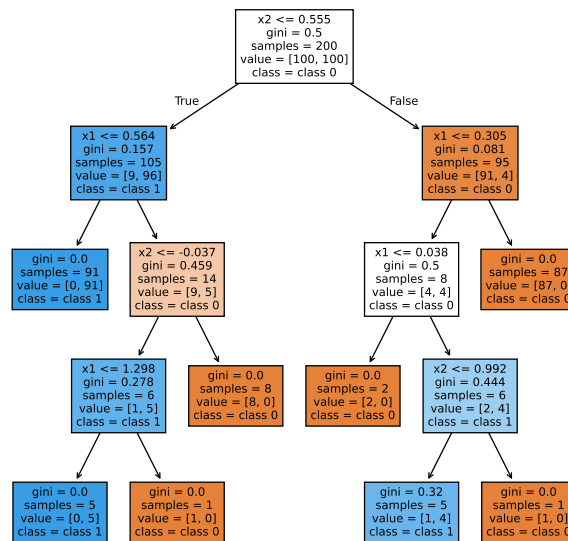 x2 <= 0.555
gini = 0.5
samples = 200
value = [100, 100]
class = class 0
True
False
x1 <= 0.564
gini = 0.157
samples = 105
value = [9, 96]
class = class 1
x1 <= 0.305
gini = 0.081
samples = 95
value = [91, 4]
class = class 0
gini = 0.0
samples = 91
value = [0, 91]
class = class 1
x2 <= -0.037
gini = 0.459
samples = 14
value = [9, 5]
class = class 0
x1 <= 0.038
gini = 0.5
samples = 8
value = [4, 4]
class = class 0
gini = 0.0
samples = 87
value = [87, 0]
class = class 0
x1 <= 1.298
gini = 0.278
samples = 6
value = [1, 5]
class = class 1
gini = 0.0
samples = 8
value = [8, 0]
class = class 0
gini = 0.0
samples = 2
value = [2, 0]
class = class 0
x2 <= 0.992
gini = 0.444
samples = 6
value = [2, 4]
class = class 1
gini = 0.0
samples = 5
value = [0, 5]
class = class 1
gini = 0.0
samples = 1
value = [1, 0]
class = class 0
gini = 0.32
samples = 5
value = [1, 4]
class = class 1
gini = 0.0
samples = 1
value = [1, 0]
class = class 0